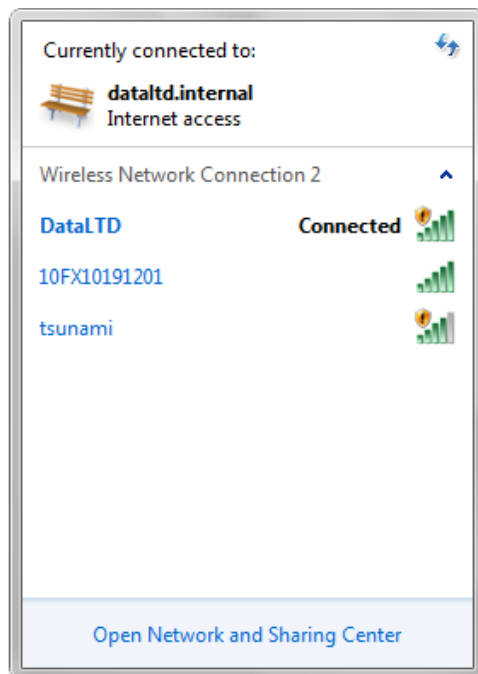 Currently connected to:
dataltd.internal
Internet access
Wireless Network Connection 2
DataLTD Connected
10FX10191201
tsunami
Open Network and Sharing Center